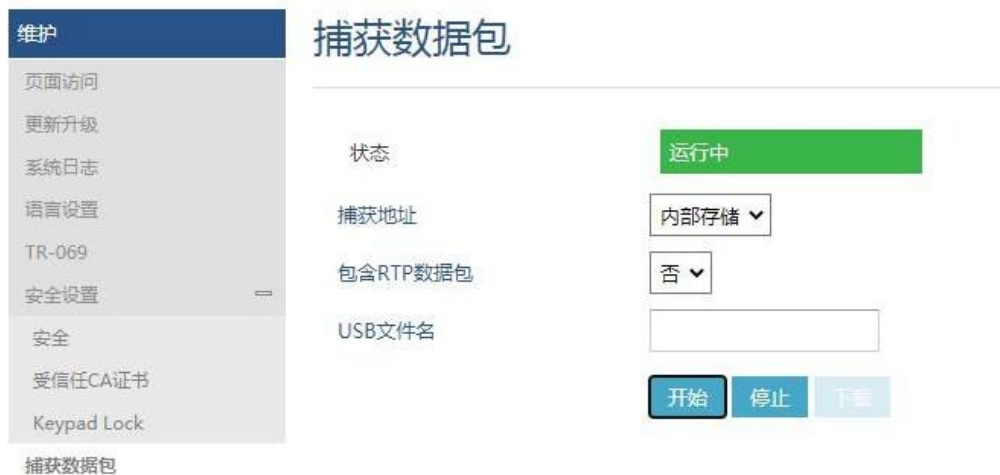 维护
页面访问
更新升级
系统日志
语言设置
TR-069
安全设置
安全
受信任CA证书
Keypad Lock
捕获数据包
捕获数据包
状态 运行中
捕获地址 内部存储
包含RTP数据包 否
USB文件名
开始 停止 下载